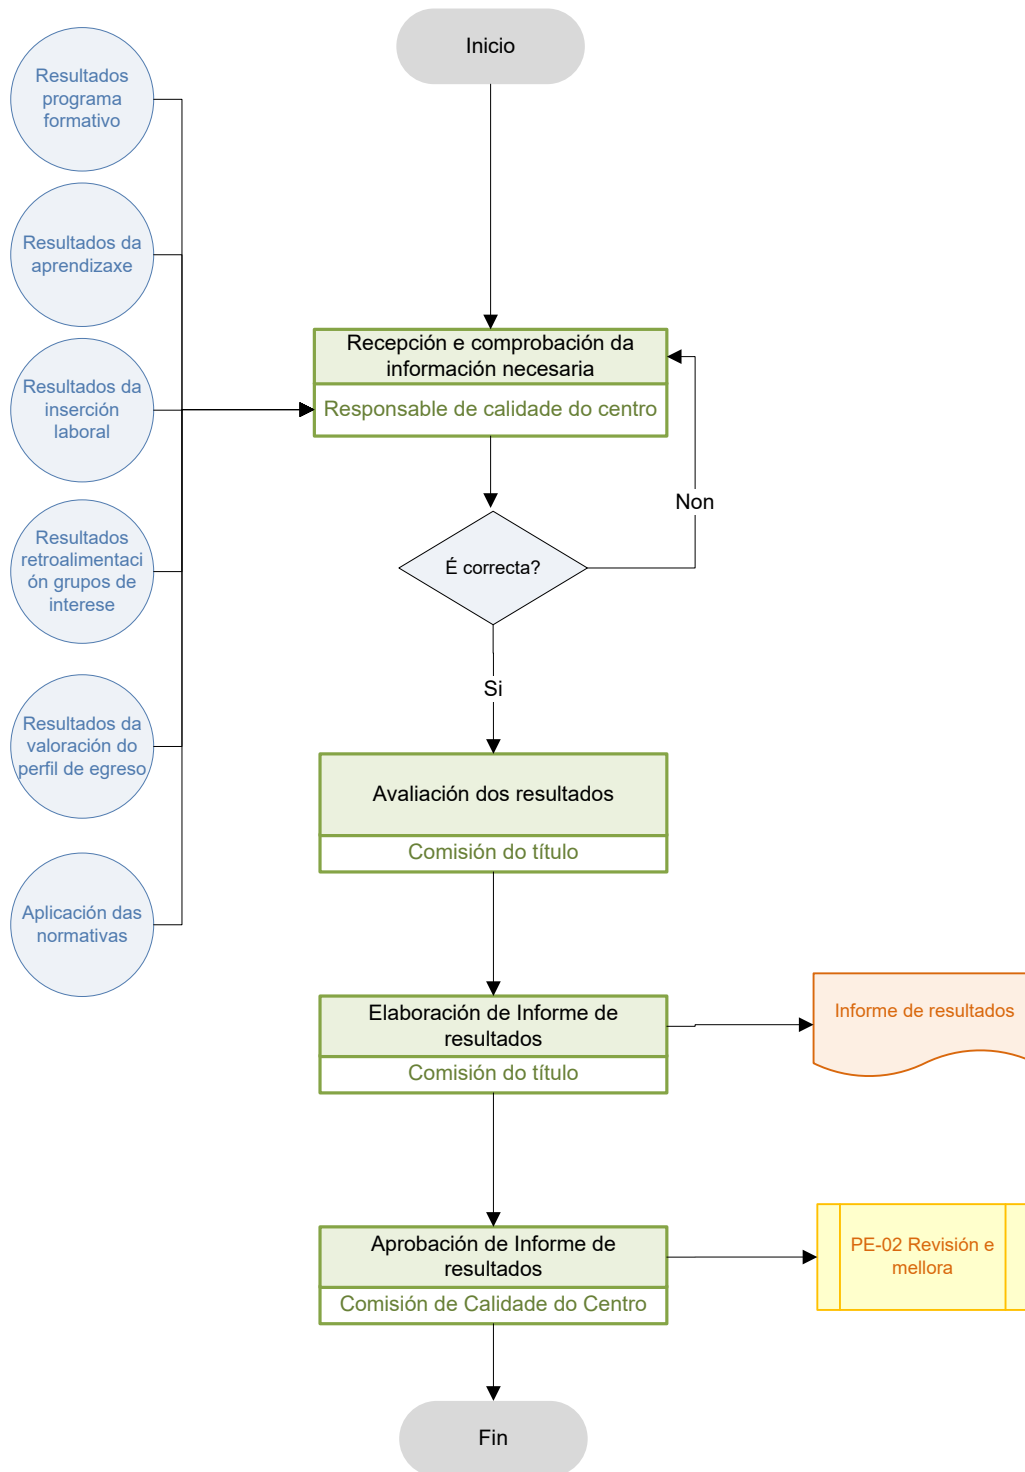 Inicio
Resultados
programa
formativo
Resultados da
aprendizaxe
Resultados da
inserción
laboral
Resultados
retroalimentaci
ón grupos de
interese
Resultados da
valoración do
perfil de egreso
Aplicación das
normativas
Recepción e comprobación da
información necesaria
Responsable de calidade do centro
Non
É correcta?
Si
Avaliación dos resultados
Comisión do título
Elaboración de Informe de
resultados
Comisión do título
Informe de resultados
Aprobación de Informe de
resultados
Comisión de Calidade do Centro
PE-02 Revisión e
mellora
Fin